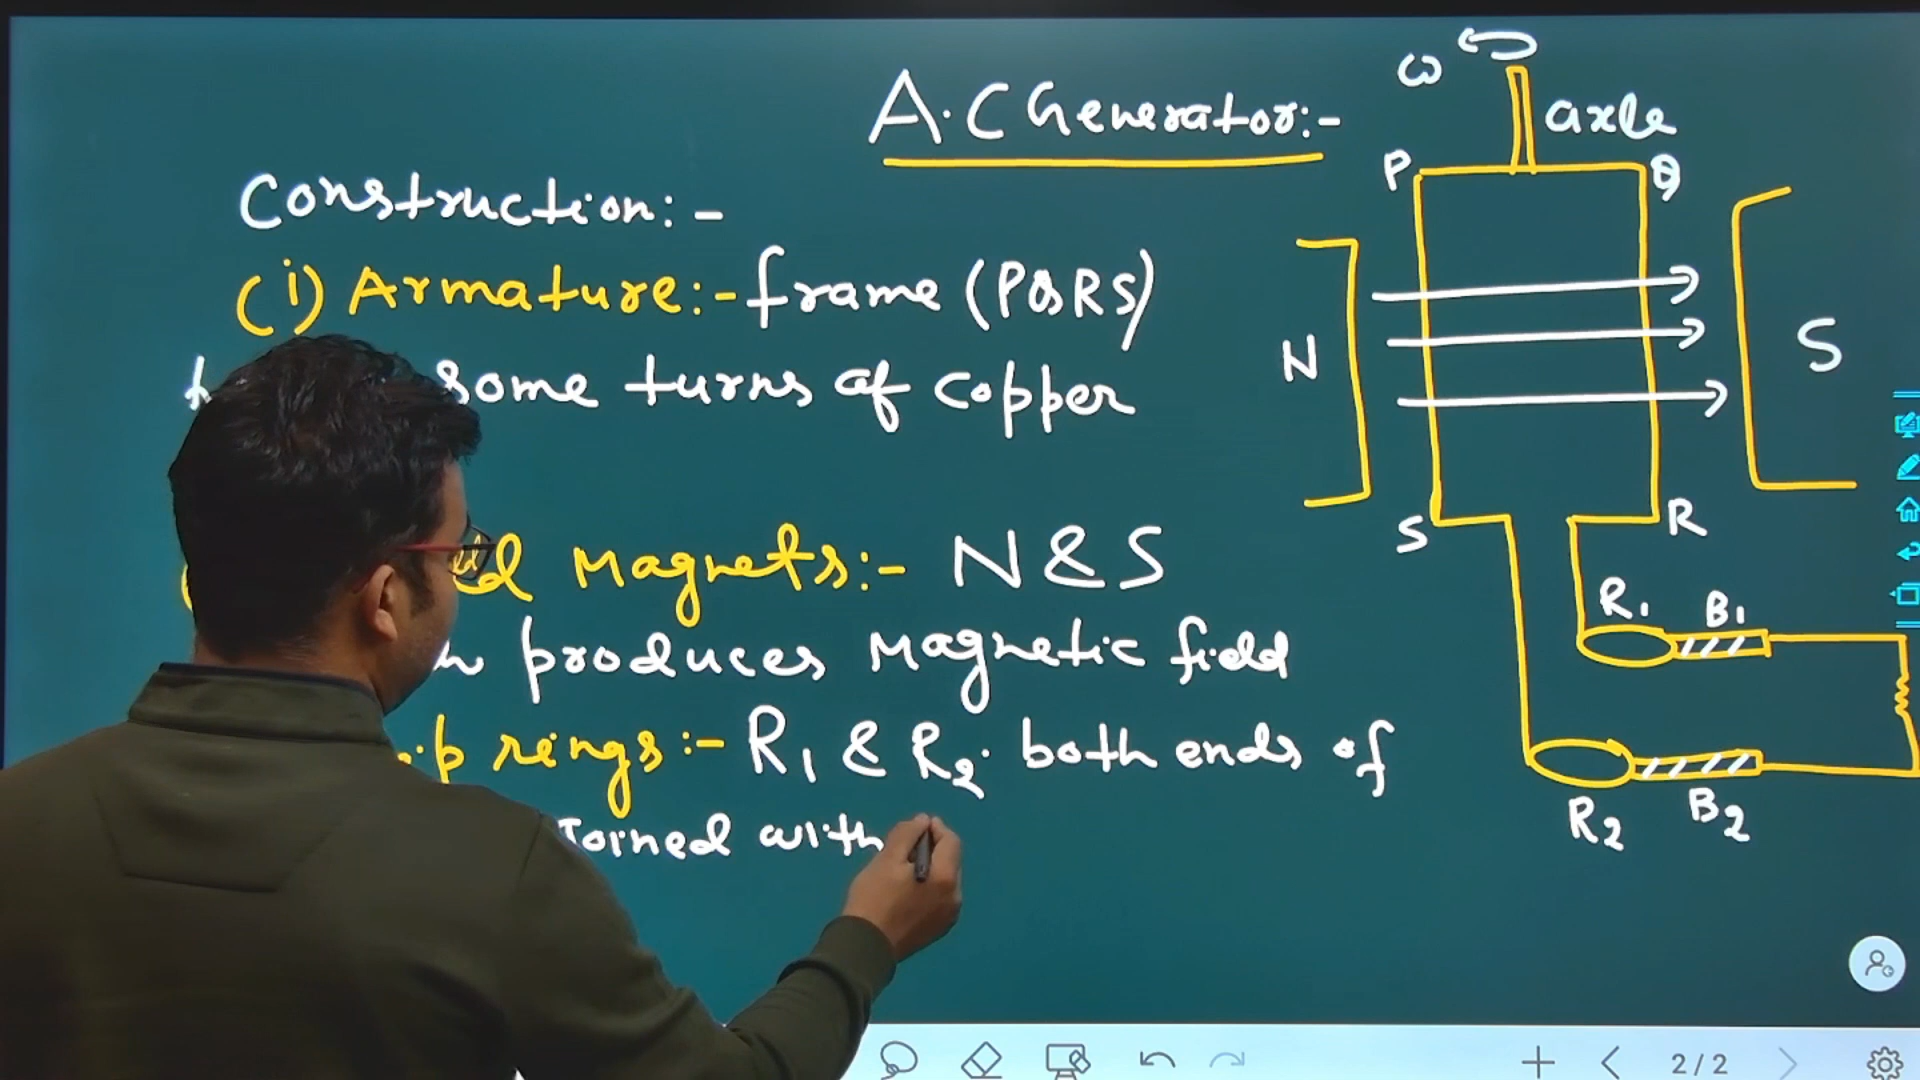 A.C Generator:-
Construction:-
(i) Armature:- frame (PQRS)
some turns of copper
Magnets:- N & S
produces Magnetic field
rings:- R1 & R2. both ends of
Joined with
ω
axle
P
Q
N
S
S
R
R1
B1
R2
B2
2/2